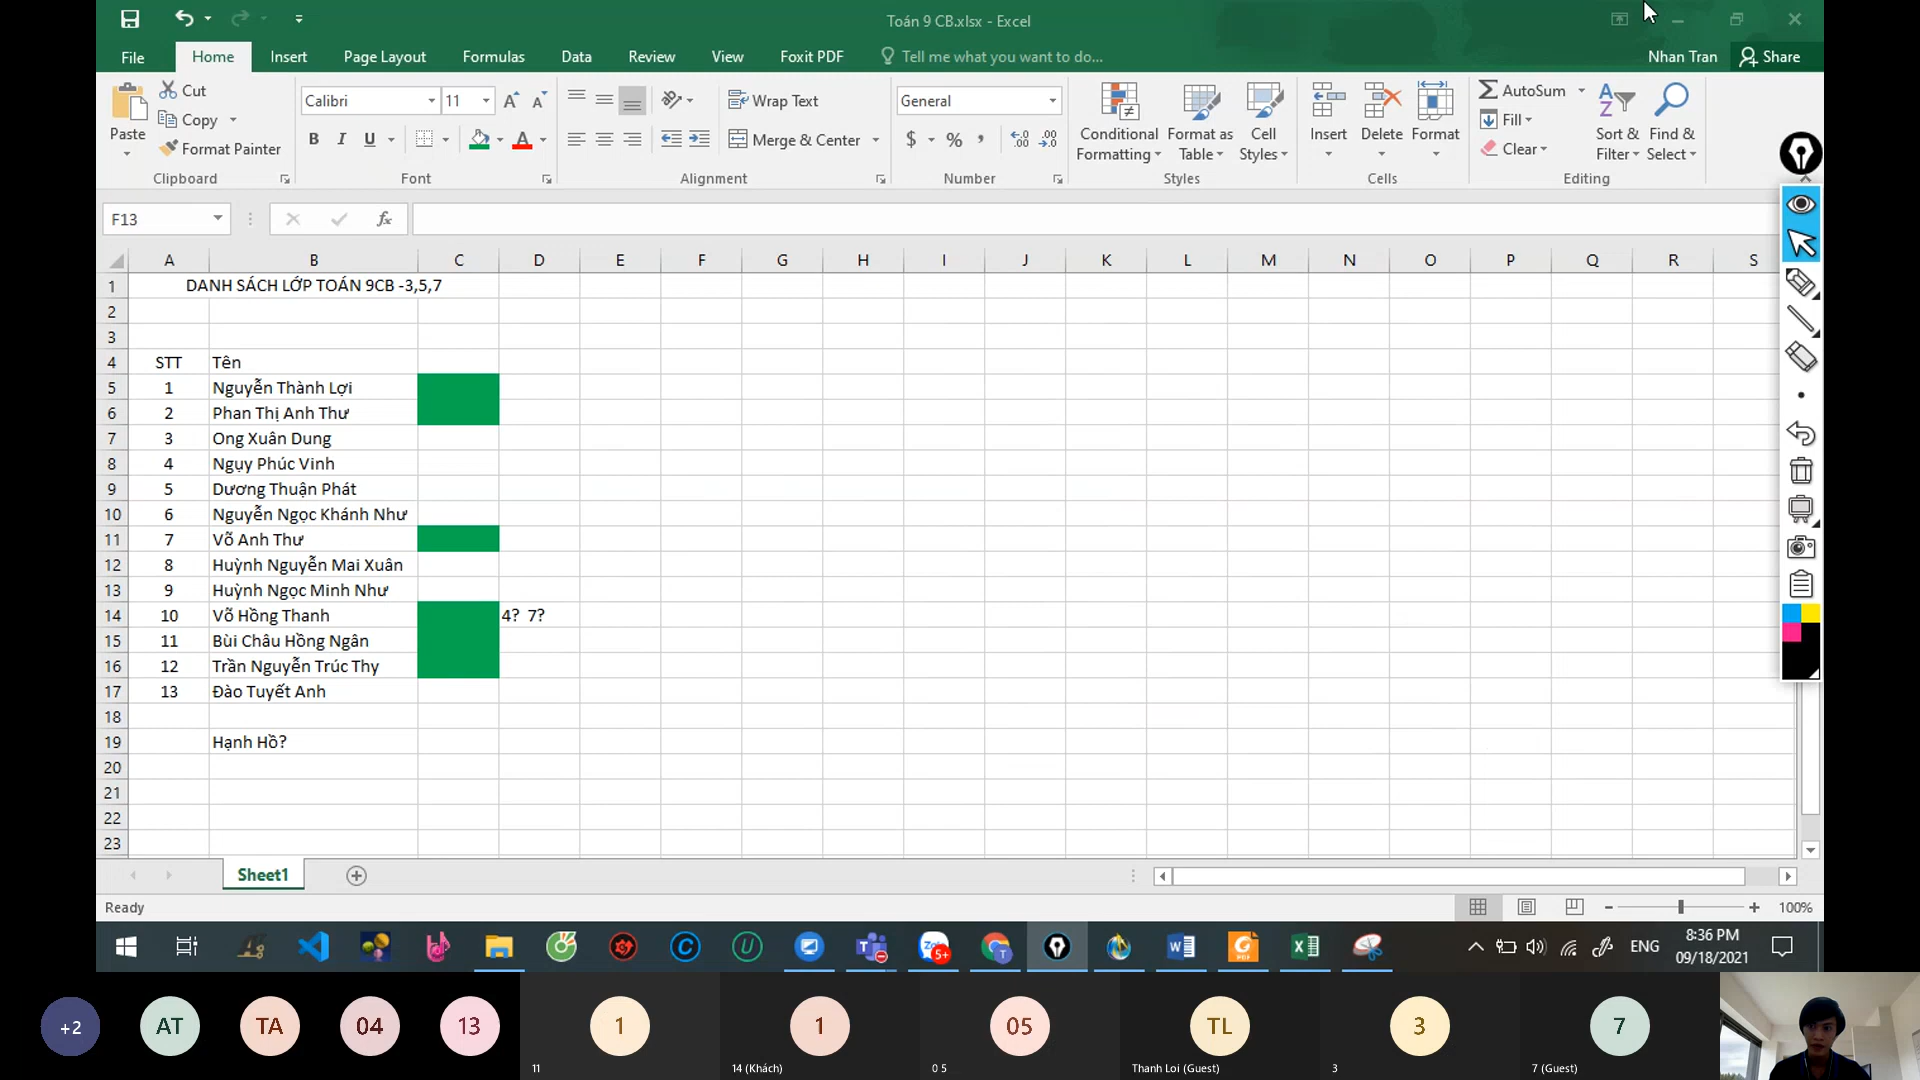 Toán 9 CB.xlsx - Excel
File Home Insert Page Layout Formulas Data Review View Foxit PDF Tell me what you want to do... Nhan Tran Share
Cut
Copy
Format Painter
Paste
Clipboard
Calibri 11
B I U
Font
Wrap Text
Merge & Center
Alignment
General
$ % ,
Number
Conditional Formatting
Format as Table
Cell Styles
Styles
Insert
Delete
Format
Cells
AutoSum
Fill
Clear
Sort & Filter
Find & Select
Editing
F13
fx
A B C D E F G H I J K L M N O P Q R S
1 DANH SÁCH LỚP TOÁN 9CB -3,5,7
2
3
4 STT Tên
5 1 Nguyễn Thành Lợi
6 2 Phan Thị Anh Thư
7 3 Ong Xuân Dung
8 4 Ngụy Phúc Vinh
9 5 Dương Thuận Phát
10 6 Nguyễn Ngọc Khánh Như
11 7 Võ Anh Thư
12 8 Huỳnh Nguyễn Mai Xuân
13 9 Huỳnh Ngọc Minh Như
14 10 Võ Hồng Thanh 4? 7?
15 11 Bùi Châu Hồng Ngân
16 12 Trần Nguyễn Trúc Thy
17 13 Đào Tuyết Anh
18
19 Hạnh Hồ?
20
21
22
23
Sheet1
Ready
100%
ENG
8:36 PM
09/18/2021
+2 AT TA 04 13 1 1 05 TL 3 7
11 14 (Khách) 0 5 Thanh Loi (Guest) 3 7 (Guest)